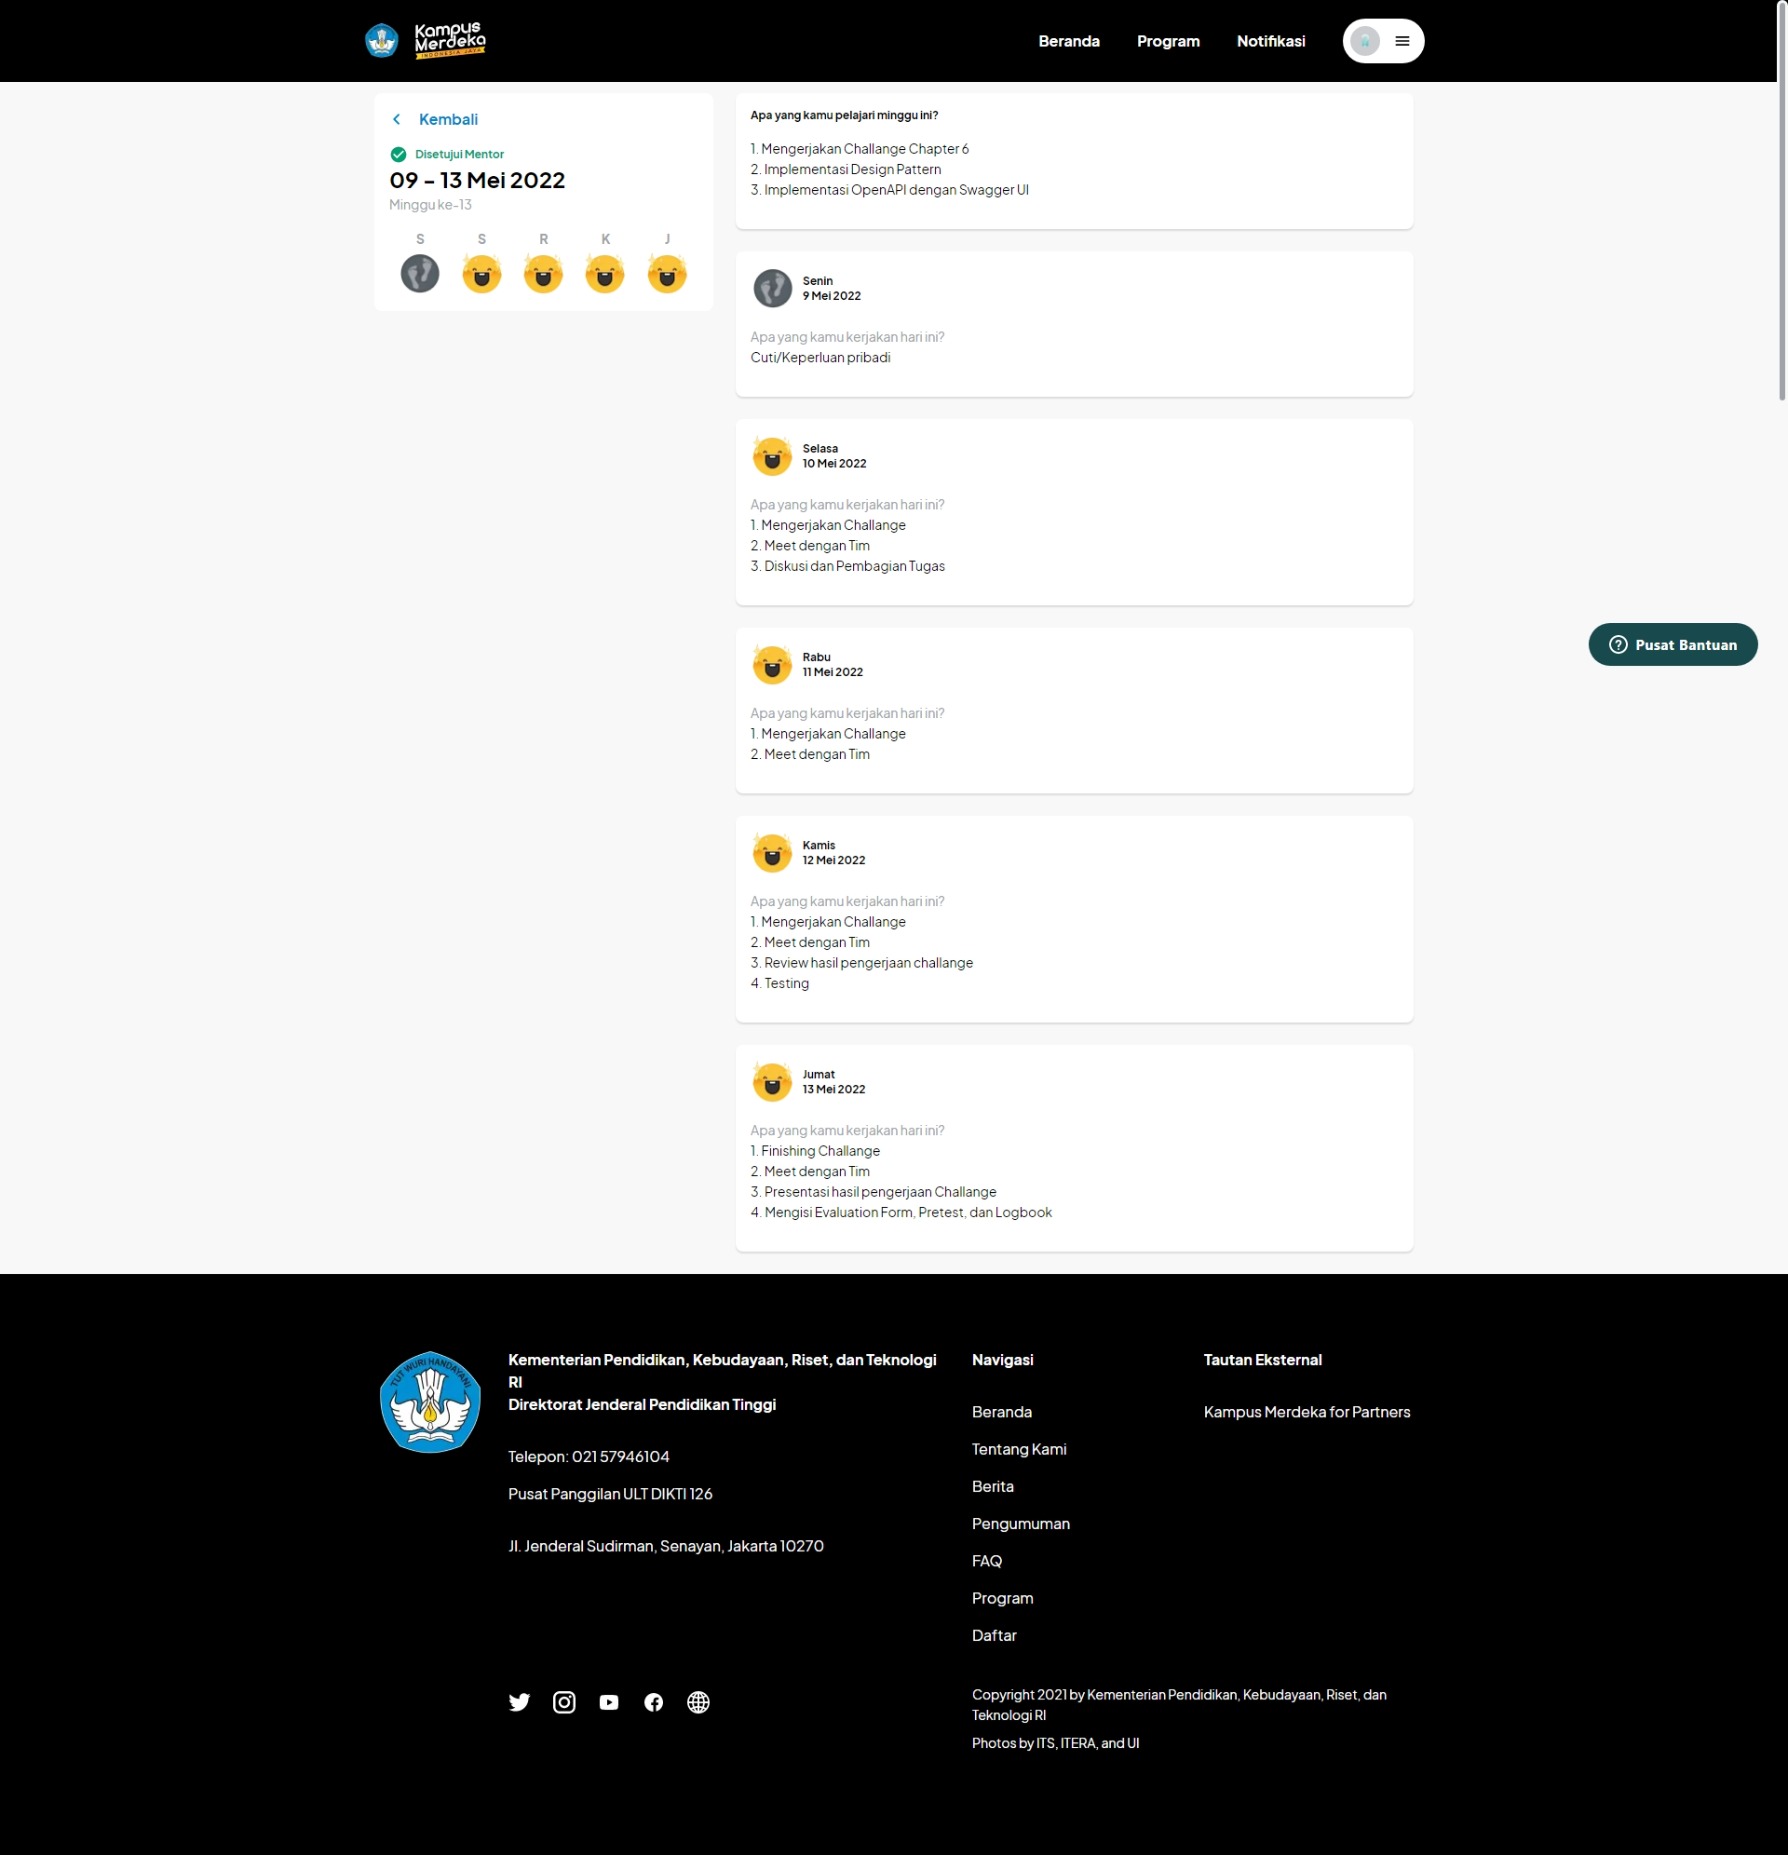 Kampus
Merdeka
INDONESIA JAYA
Beranda
Program
Notifikasi
Kembali
Disetujui Mentor
09 – 13 Mei 2022
Minggu ke-13
S S R K J
Apa yang kamu pelajari minggu ini?
1. Mengerjakan Challange Chapter 6
2. Implementasi Design Pattern
3. Implementasi OpenAPI dengan Swagger UI
Senin
9 Mei 2022
Apa yang kamu kerjakan hari ini?
Cuti/Keperluan pribadi
Selasa
10 Mei 2022
Apa yang kamu kerjakan hari ini?
1. Mengerjakan Challange
2. Meet dengan Tim
3. Diskusi dan Pembagian Tugas
Rabu
11 Mei 2022
Apa yang kamu kerjakan hari ini?
1. Mengerjakan Challange
2. Meet dengan Tim
Kamis
12 Mei 2022
Apa yang kamu kerjakan hari ini?
1. Mengerjakan Challange
2. Meet dengan Tim
3. Review hasil pengerjaan challange
4. Testing
Jumat
13 Mei 2022
Apa yang kamu kerjakan hari ini?
1. Finishing Challange
2. Meet dengan Tim
3. Presentasi hasil pengerjaan Challange
4. Mengisi Evaluation Form, Pretest, dan Logbook
Pusat Bantuan
TUT WURI HANDAYANI
Kementerian Pendidikan, Kebudayaan, Riset, dan Teknologi
RI
Direktorat Jenderal Pendidikan Tinggi
Telepon: 021 57946104
Pusat Panggilan ULT DIKTI 126
Jl. Jenderal Sudirman, Senayan, Jakarta 10270
Navigasi
Beranda
Tentang Kami
Berita
Pengumuman
FAQ
Program
Daftar
Tautan Eksternal
Kampus Merdeka for Partners
Copyright 2021 by Kementerian Pendidikan, Kebudayaan, Riset, dan
Teknologi RI
Photos by ITS, ITERA, and UI